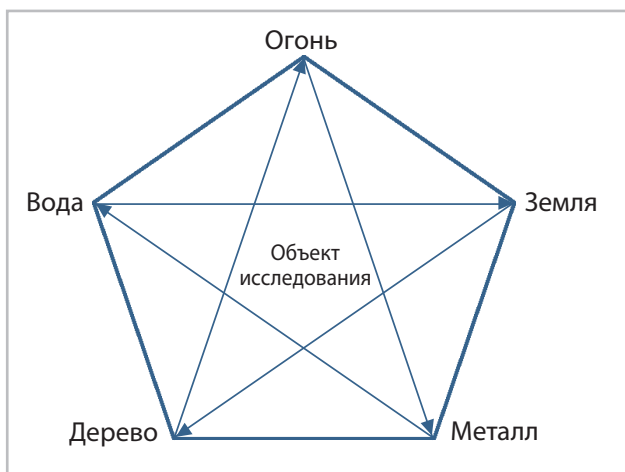 Огонь
Вода
Земля
Объект
исследования
Дерево
Металл